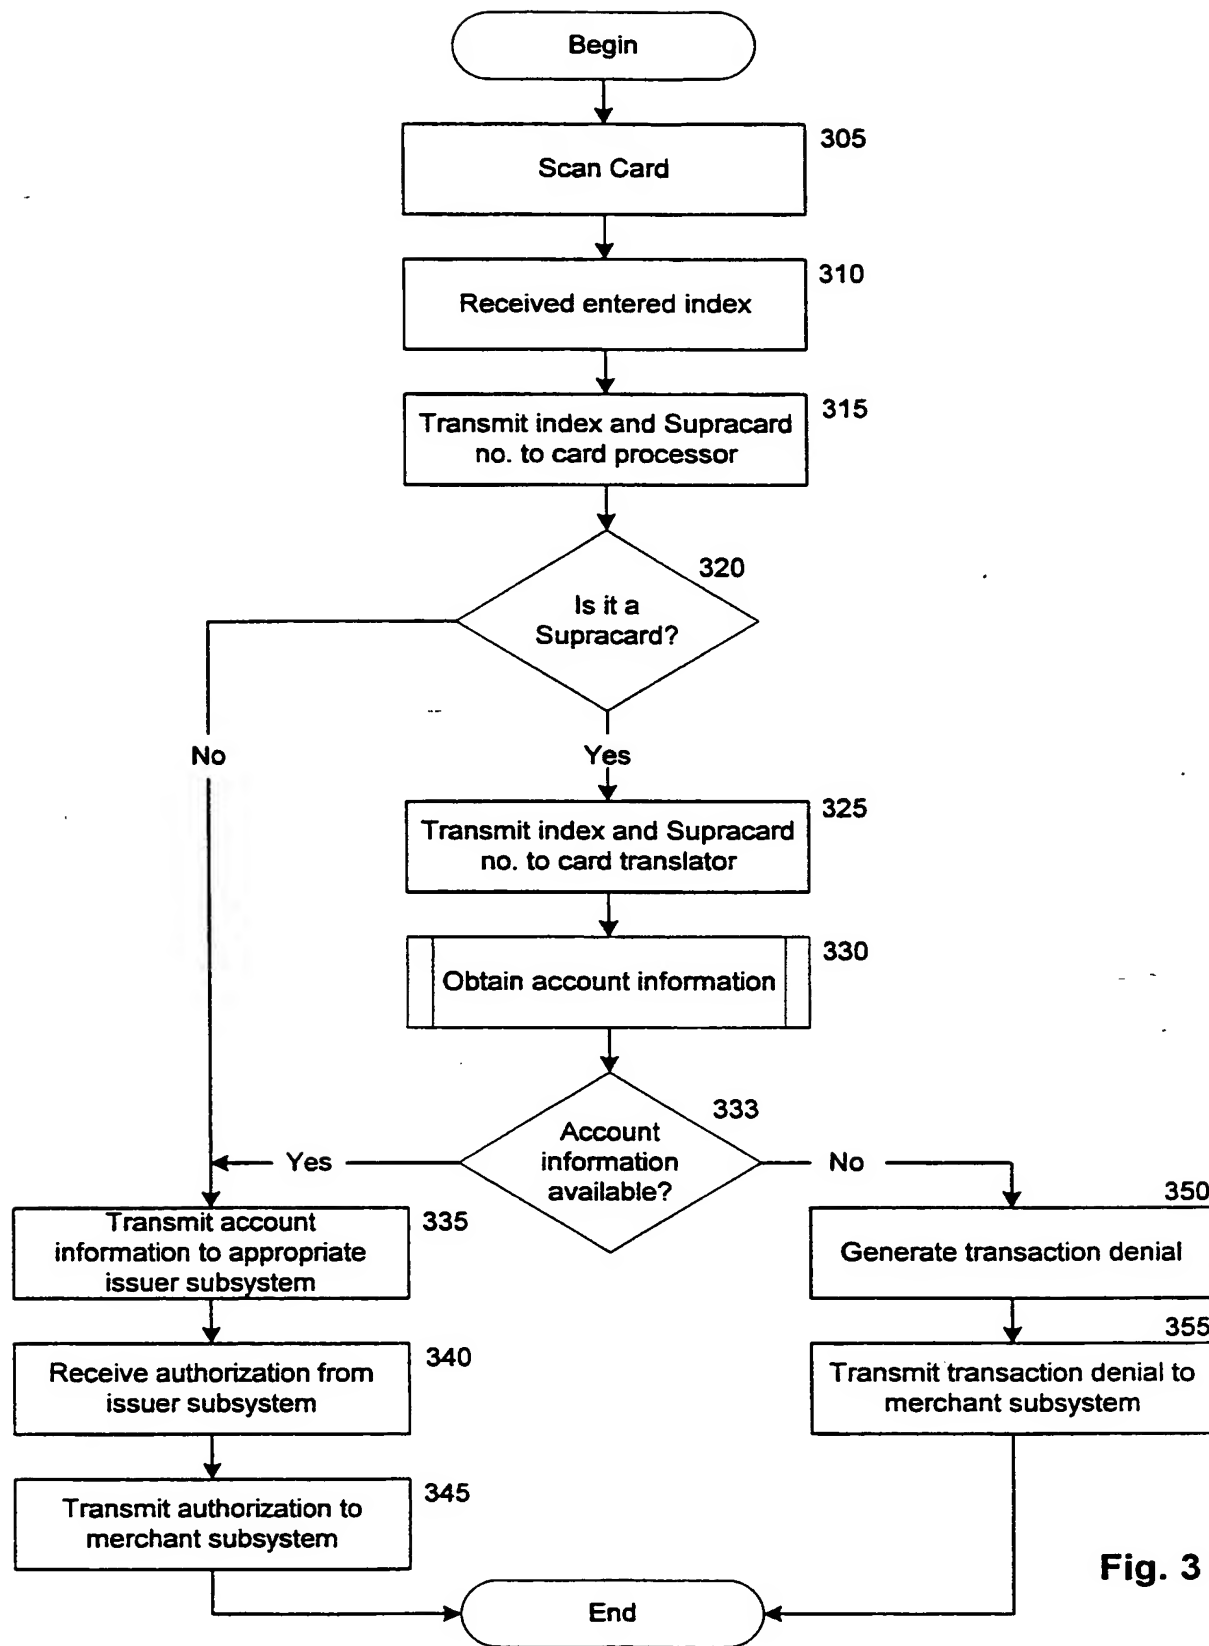 Begin
305
Scan Card
310
Received entered index
315
Transmit index and Supracard
no. to card processor
320
Is it a
Supracard?
No
Yes
325
Transmit index and Supracard
no. to card translator
330
Obtain account information
333
Account
information
available?
Yes
No
335
Transmit account
information to appropriate
issuer subsystem
350
Generate transaction denial
340
Receive authorization from
issuer subsystem
355
Transmit transaction denial to
merchant subsystem
345
Transmit authorization to
merchant subsystem
Fig. 3
End